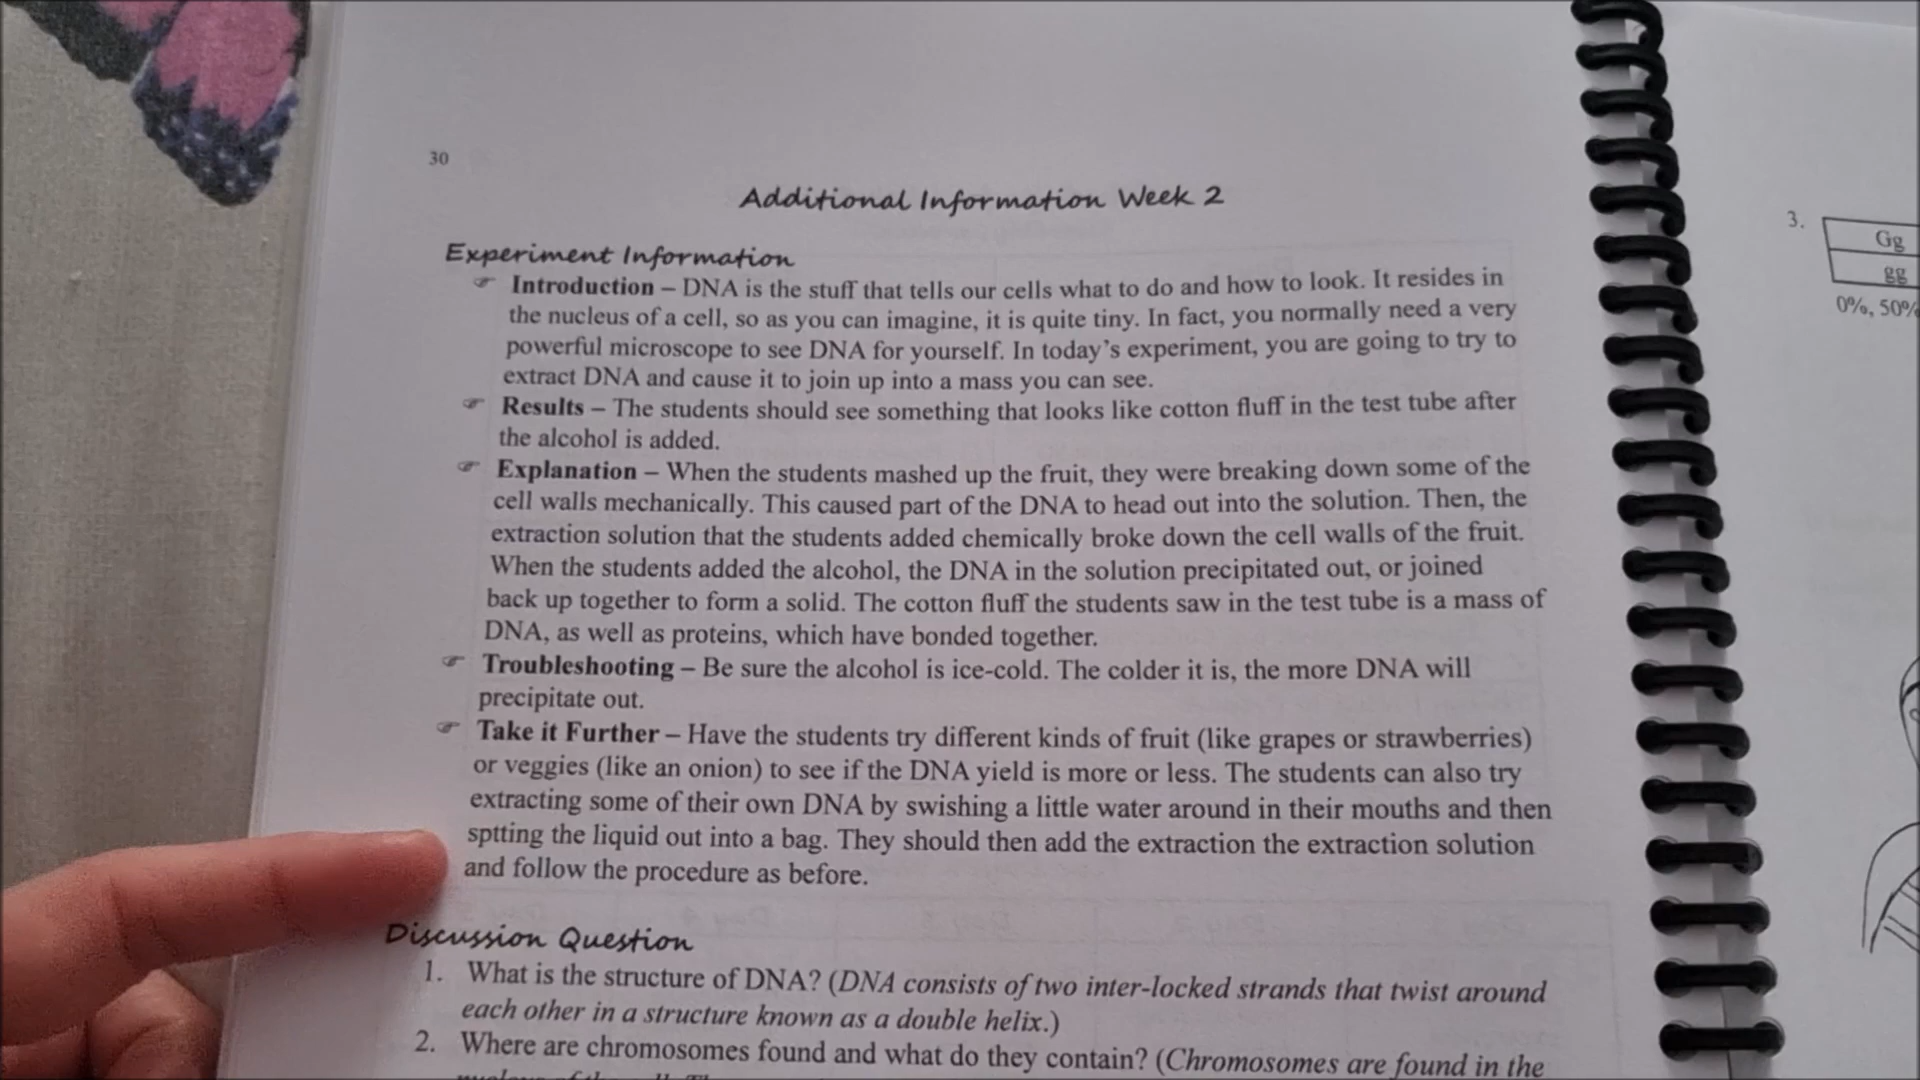 30
Additional Information Week 2
Experiment Information
Introduction – DNA is the stuff that tells our cells what to do and how to look. It resides in
the nucleus of a cell, so as you can imagine, it is quite tiny. In fact, you normally need a very
powerful microscope to see DNA for yourself. In today's experiment, you are going to try to
extract DNA and cause it to join up into a mass you can see.
Results – The students should see something that looks like cotton fluff in the test tube after
the alcohol is added.
Explanation – When the students mashed up the fruit, they were breaking down some of the
cell walls mechanically. This caused part of the DNA to head out into the solution. Then, the
extraction solution that the students added chemically broke down the cell walls of the fruit.
When the students added the alcohol, the DNA in the solution precipitated out, or joined
back up together to form a solid. The cotton fluff the students saw in the test tube is a mass of
DNA, as well as proteins, which have bonded together.
Troubleshooting – Be sure the alcohol is ice-cold. The colder it is, the more DNA will
precipitate out.
Take it Further – Have the students try different kinds of fruit (like grapes or strawberries)
or veggies (like an onion) to see if the DNA yield is more or less. The students can also try
extracting some of their own DNA by swishing a little water around in their mouths and then
sptting the liquid out into a bag. They should then add the extraction the extraction solution
and follow the procedure as before.
Discussion Question
1. What is the structure of DNA? (DNA consists of two inter-locked strands that twist around
each other in a structure known as a double helix.)
2. Where are chromosomes found and what do they contain? (Chromosomes are found in the
3.
Gg
gg
0%, 50%